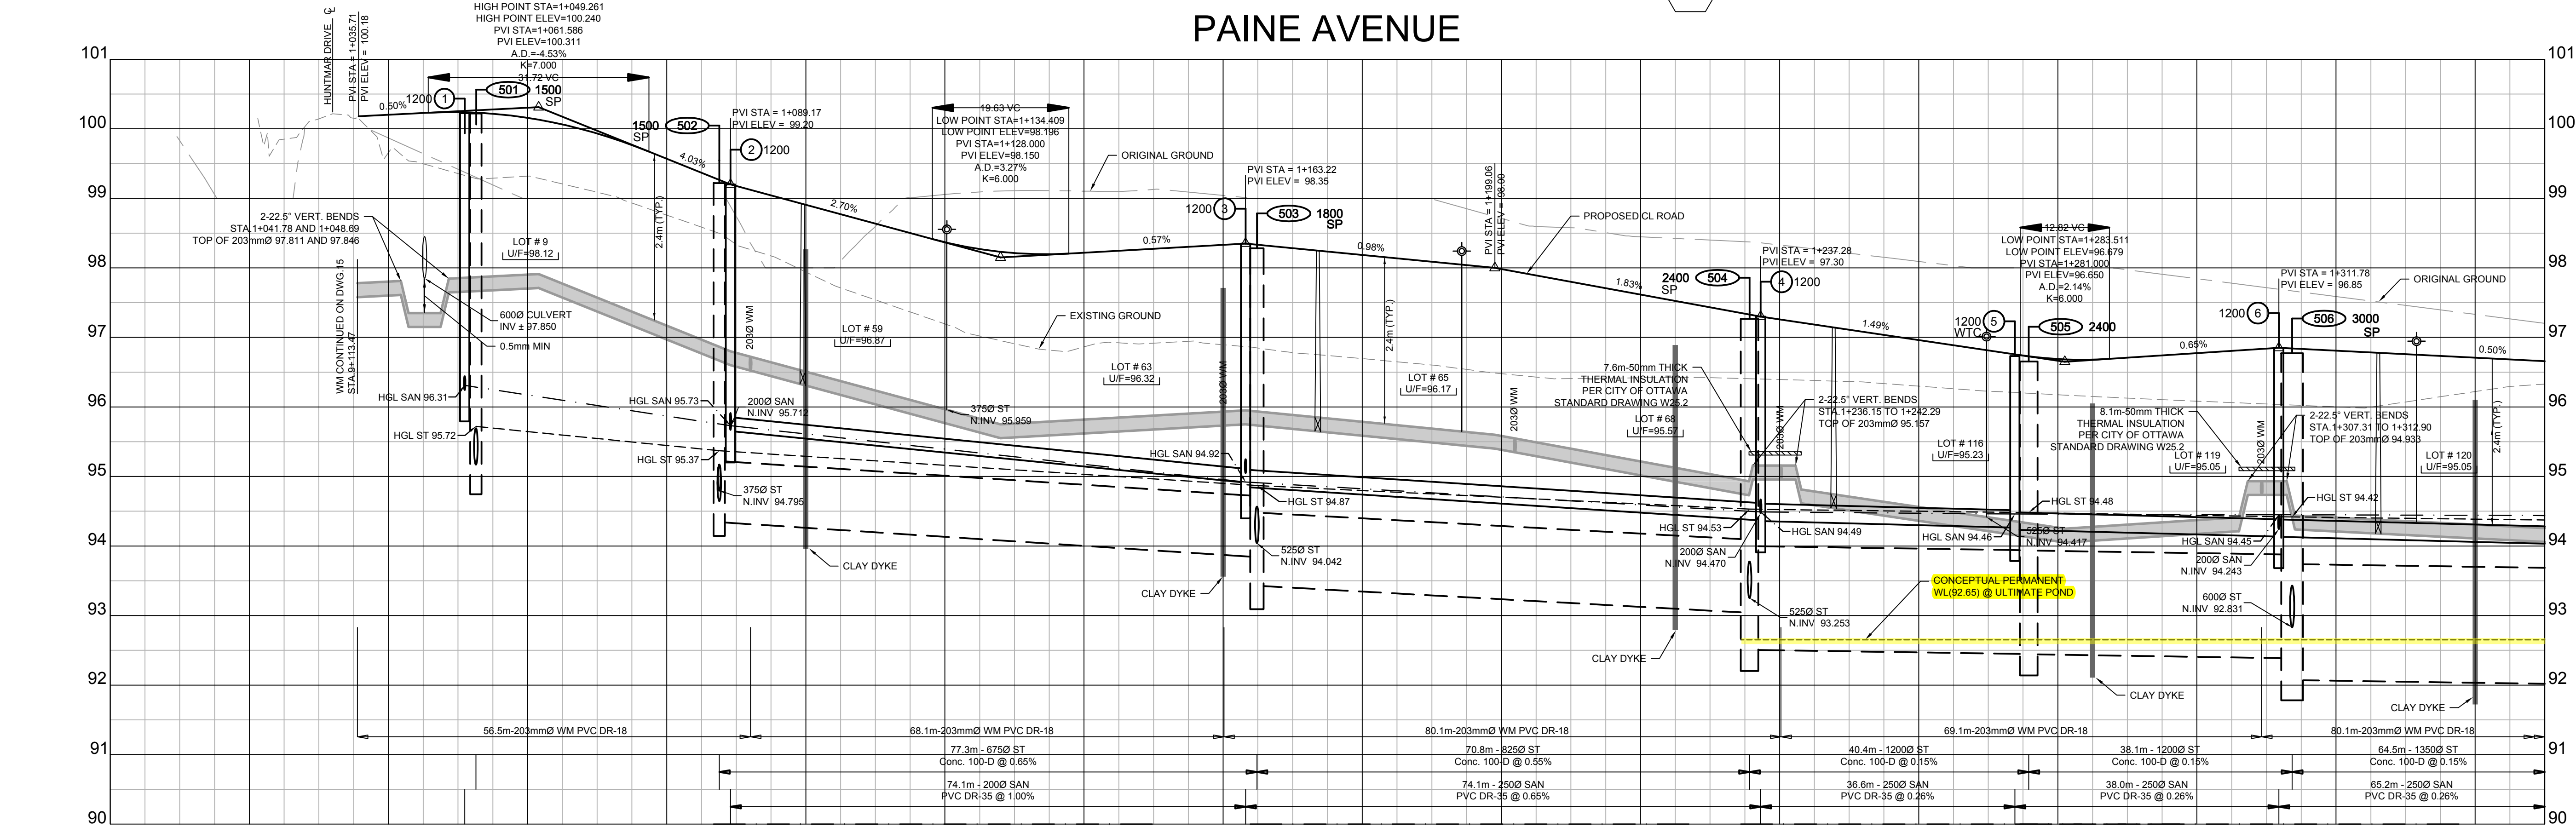 PAINE AVENUE
HIGH POINT STA=1+049.261
HIGH POINT ELEV=100.240
PVI STA=1+061.586
PVI ELEV=100.311
A.D.=-4.53%
K=7.000
31.72 VC
HUNTMAR DRIVE ℄
PVI STA = 1+035.71
PVI ELEV = 100.18
101
100
99
98
97
96
95
94
93
92
91
90
0.50%
1200 1
501 1500
SP
1500 502
SP
2 1200
PVI STA = 1+089.17
PVI ELEV = 99.20
4.03%
2.4m (TYP.)
2-22.5° VERT. BENDS
STA.1+041.78 AND 1+048.69
TOP OF 203mmØ 97.811 AND 97.846
LOT # 9
U/F=98.12
WM CONTINUED ON DWG.15
STA.9+113.47
600Ø CULVERT
INV ± 97.850
0.5mm MIN
HGL SAN 96.31
HGL ST 95.72
HGL SAN 95.73
HGL ST 95.37
203Ø WM
200Ø SAN
N.INV 95.712
375Ø ST
N.INV 94.795
2.70%
LOT # 59
U/F=96.87
CLAY DYKE
19.63 VC
LOW POINT STA=1+134.409
LOW POINT ELEV=98.196
PVI STA=1+128.000
PVI ELEV=98.150
A.D.=3.27%
K=6.000
ORIGINAL GROUND
EXISTING GROUND
375Ø ST
N.INV 95.959
0.57%
LOT # 63
U/F=96.32
PVI STA = 1+163.22
PVI ELEV = 98.35
1200 3
503 1800
SP
203Ø WM
HGL SAN 94.92
HGL ST 94.87
525Ø ST
N.INV 94.042
CLAY DYKE
0.98%
2.4m (TYP.)
LOT # 65
U/F=96.17
PVI STA = 1+199.06
PVI ELEV = 98.00
203Ø WM
PROPOSED CL ROAD
1.83%
2400 504
SP
4 1200
PVI STA = 1+237.28
PVI ELEV = 97.30
7.6m-50mm THICK
THERMAL INSULATION
PER CITY OF OTTAWA
STANDARD DRAWING W25.2
LOT # 68
U/F=95.57
203Ø WM
2-22.5° VERT. BENDS
STA.1+236.15 TO 1+242.29
TOP OF 203mmØ 95.157
HGL ST 94.53
HGL SAN 94.49
200Ø SAN
N.INV 94.470
525Ø ST
N.INV 93.253
CLAY DYKE
1.49%
1200 5
WTC
505 2400
12.82 VC
LOW POINT STA=1+283.511
LOW POINT ELEV=96.679
PVI STA=1+281.000
PVI ELEV=96.650
A.D.=2.14%
K=6.000
LOT # 116
U/F=95.23
HGL ST 94.48
HGL SAN 94.46
525Ø ST
N.INV 94.417
CONCEPTUAL PERMANENT
WL(92.65) @ ULTIMATE POND
CLAY DYKE
0.65%
8.1m-50mm THICK
THERMAL INSULATION
PER CITY OF OTTAWA
STANDARD DRAWING W25.2
LOT # 119
U/F=95.05
1200 6
506 3000
SP
PVI STA = 1+311.78
PVI ELEV = 96.85
ORIGINAL GROUND
0.50%
203Ø WM
2-22.5° VERT. BENDS
STA.1+307.31 TO 1+312.90
TOP OF 203mmØ 94.933
HGL ST 94.42
HGL SAN 94.45
200Ø SAN
N.INV 94.243
600Ø ST
N.INV 92.831
LOT # 120
U/F=95.05
2.4m (TYP.)
CLAY DYKE
56.5m-203mmØ WM PVC DR-18
68.1m-203mmØ WM PVC DR-18
80.1m-203mmØ WM PVC DR-18
69.1m-203mmØ WM PVC DR-18
80.1m-203mmØ WM PVC DR-18
77.3m - 675Ø ST
Conc. 100-D @ 0.65%
70.8m - 825Ø ST
Conc. 100-D @ 0.55%
40.4m - 1200Ø ST
Conc. 100-D @ 0.15%
38.1m - 1200Ø ST
Conc. 100-D @ 0.15%
64.5m - 1350Ø ST
Conc. 100-D @ 0.15%
74.1m - 200Ø SAN
PVC DR-35 @ 1.00%
74.1m - 250Ø SAN
PVC DR-35 @ 0.65%
36.6m - 250Ø SAN
PVC DR-35 @ 0.26%
38.0m - 250Ø SAN
PVC DR-35 @ 0.26%
65.2m - 250Ø SAN
PVC DR-35 @ 0.26%
101
100
99
98
97
96
95
94
93
92
91
90